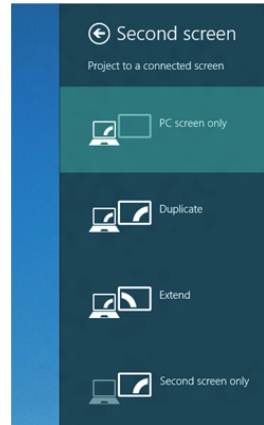 Second screen
Project to a connected screen
PC screen only
Duplicate
Extend
Second screen only